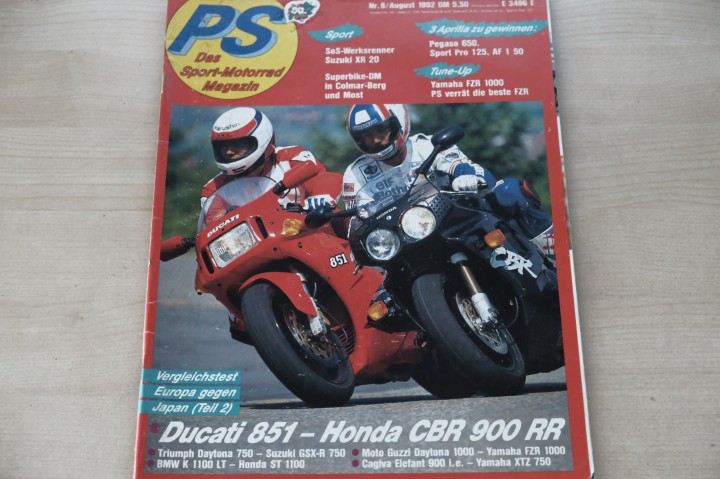 Nr. 8/August 1992 DM 5.50 E 3486 E
PS
Das
Sport-Motorrad
Magazin
Sport
SoS-Werksrenner
Suzuki XR 20
Superbike-DM
in Colmar-Berg
und Most
3 Aprilia zu gewinnen:
Pegaso 650,
Sport Pro 125, AF 1 50
Tune-Up
Yamaha FZR 1000
PS verrät die beste FZR
DUCATI
851
elf
Rothmans
HONDA
CBR
Vergleichstest
Europa gegen
Japan (Teil 2)
Ducati 851 – Honda CBR 900 RR
Triumph Daytona 750 – Suzuki GSX-R 750
BMW K 1100 LT – Honda ST 1100
Moto Guzzi Daytona 1000 – Yamaha FZR 1000
Cagiva Elefant 900 i.e. – Yamaha XTZ 750